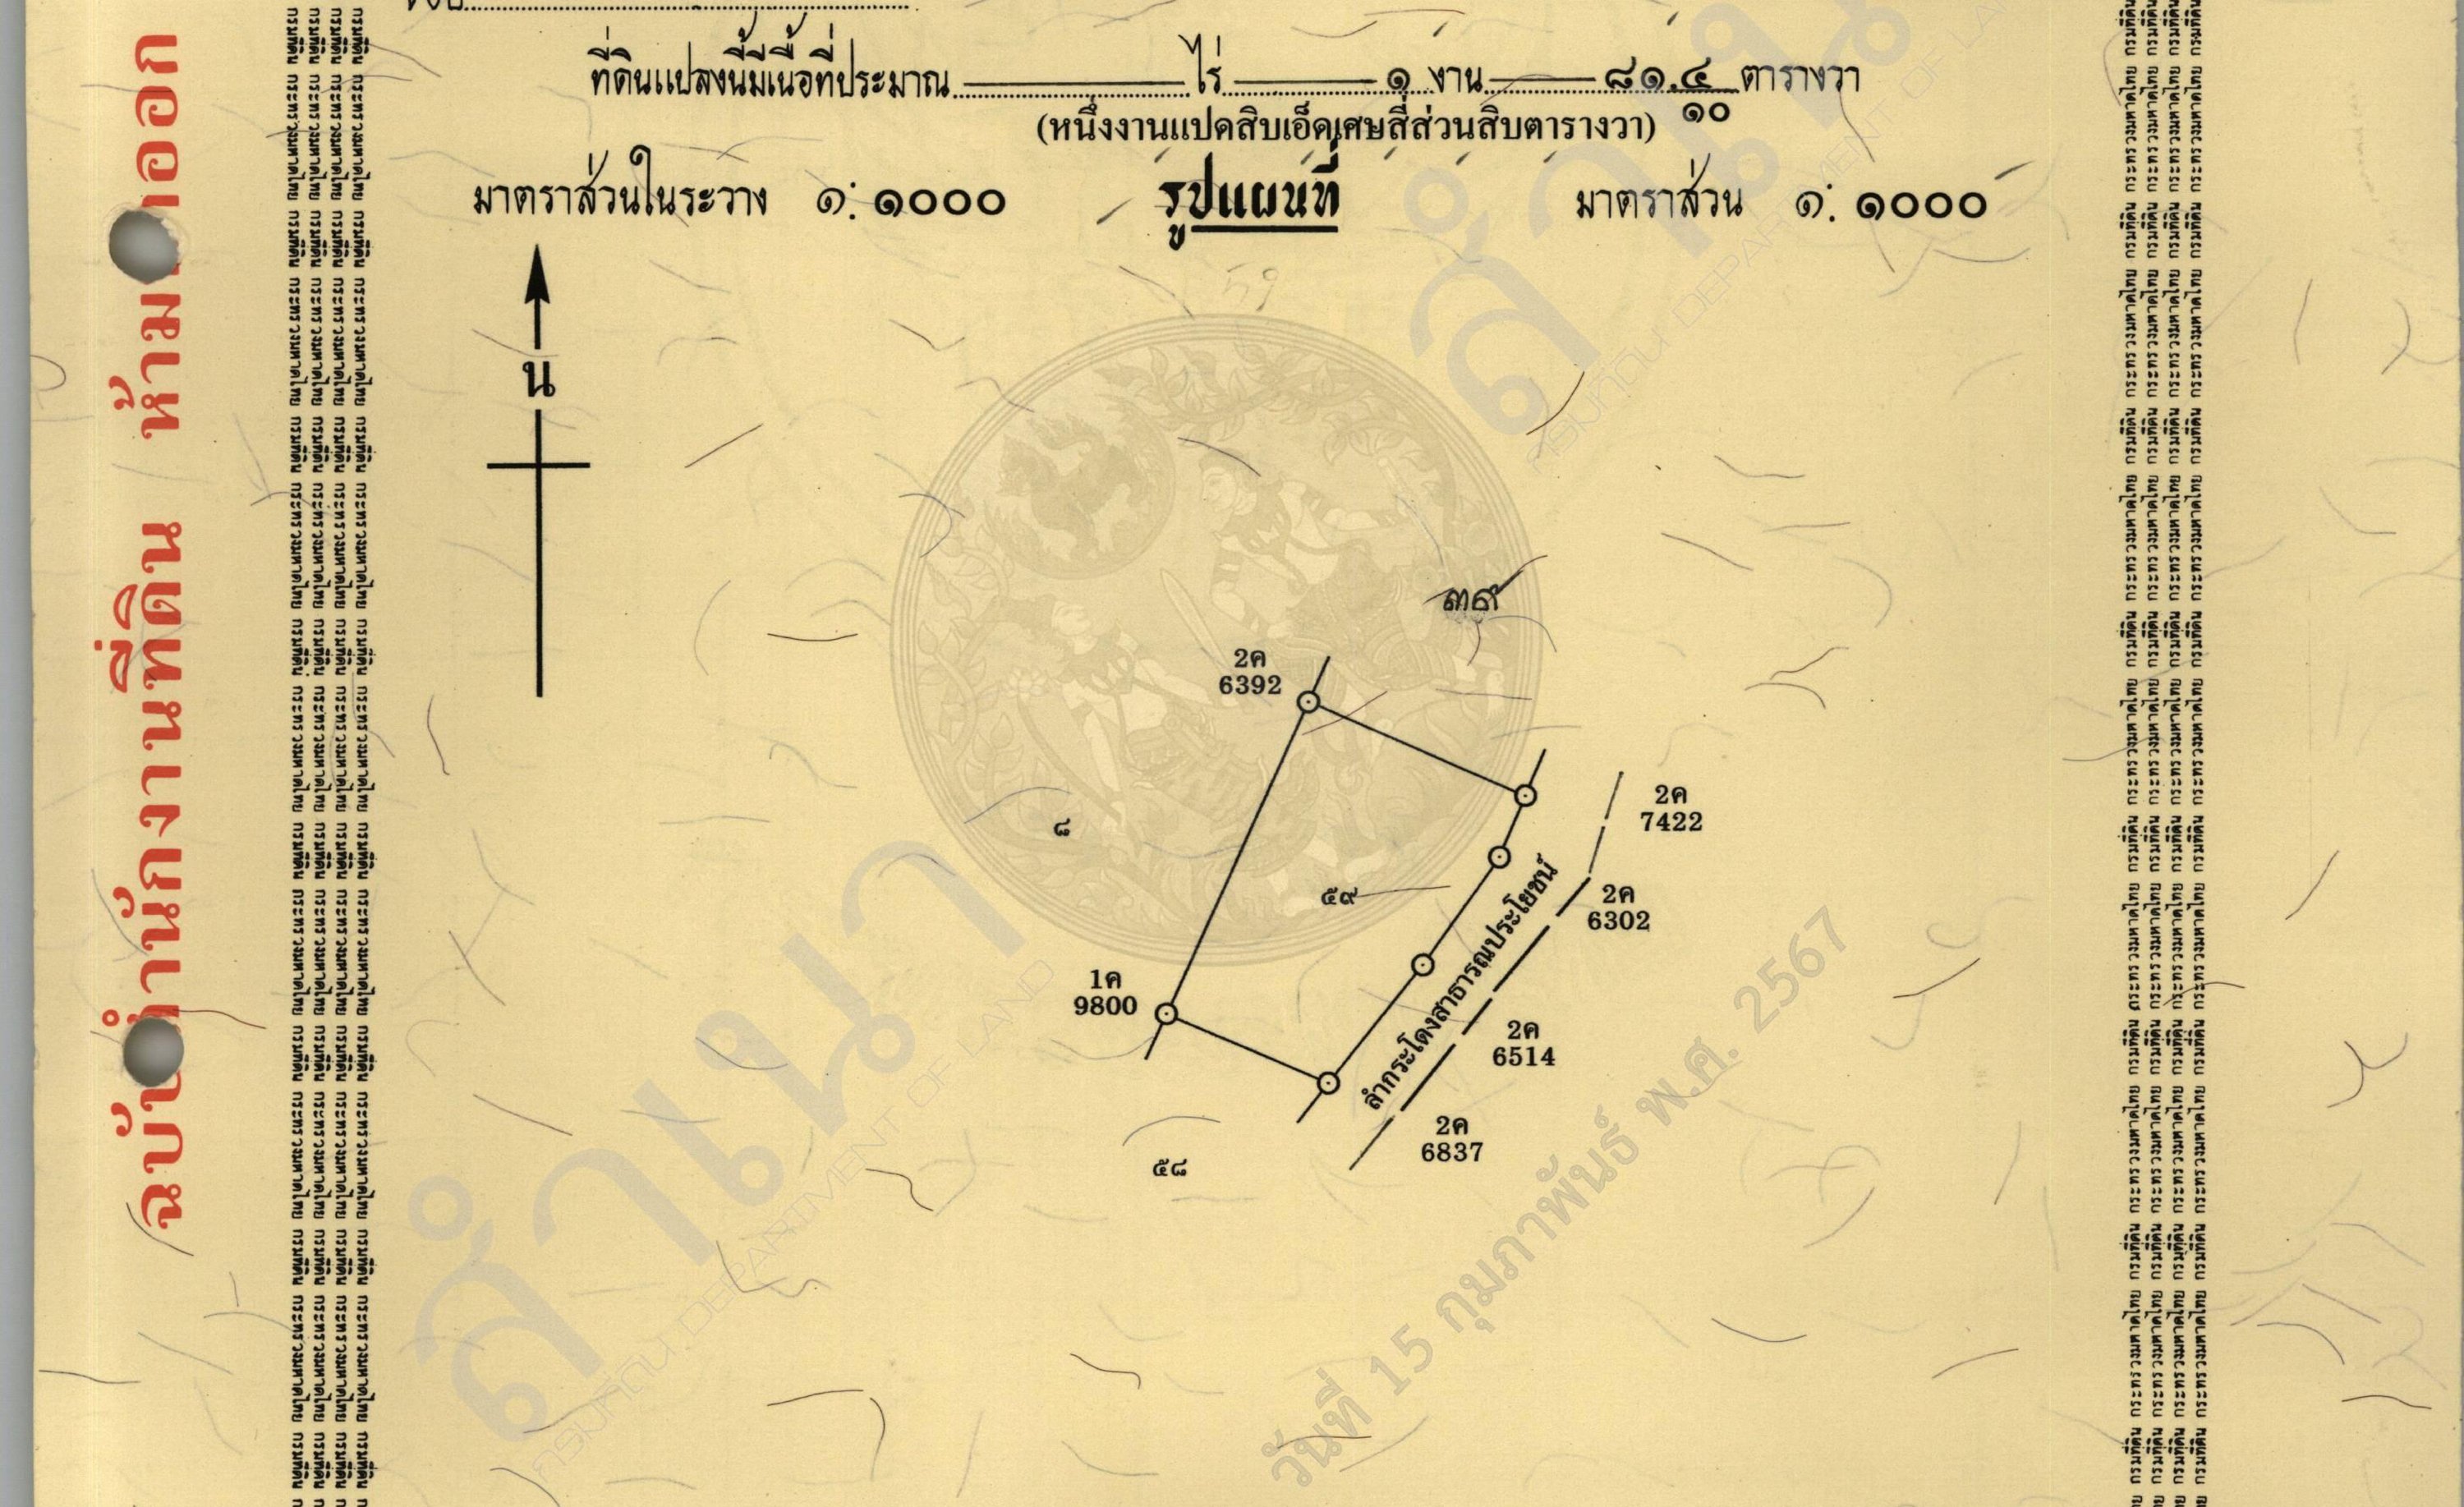 ที่ดินแปลงนี้มีเนื้อที่ประมาณ ไร่ ๑ งาน ๘๑.๔ ตารางวา
๑๐
(หนึ่งงานแปดสิบเอ็ดเศษสี่ส่วนสิบตารางวา)
มาตราส่วนในระวาง ๑: ๑๐๐๐
รูปแผนที่
มาตราส่วน ๑: ๑๐๐๐
น
2ค
6392
2ค
7422
๘
๕๙
2ค
6302
1ค
9800
ลำกระโดงสาธารณประโยชน์
2ค
6514
2ค
6837
๕๘
ฉบับสำนักงานที่ดิน ห้าม
สำเนา
กรมที่ดิน DEPARTMENT OF LAND
วันที่ 15 กุมภาพันธ์ พ.ศ. 2567
กรมที่ดิน กระทรวงมหาดไทย